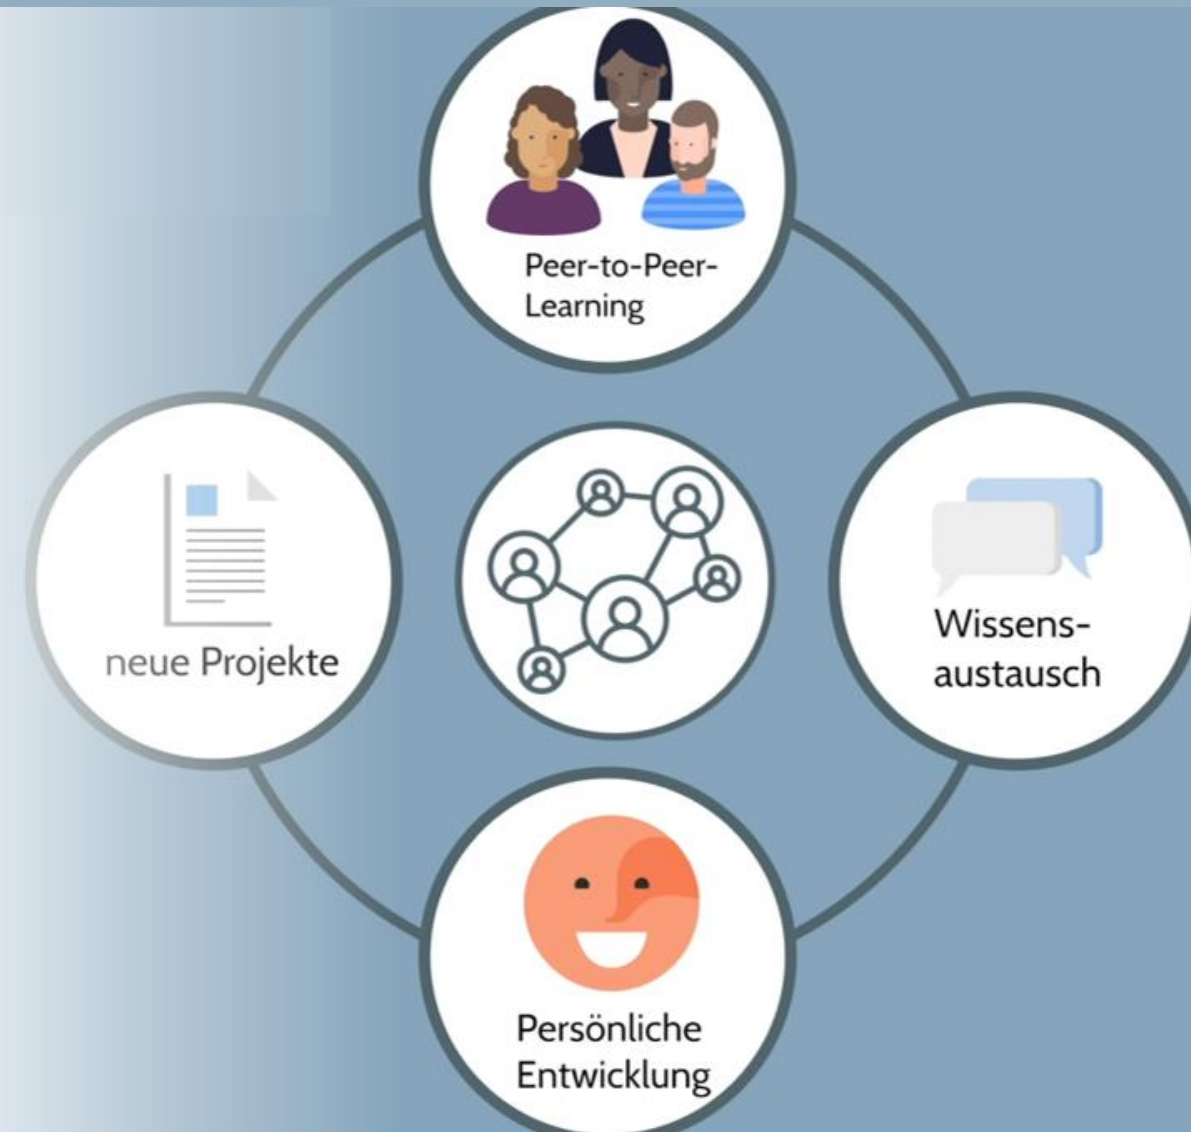 Peer-to-Peer-
Learning
neue Projekte
Wissens-
austausch
Persönliche
Entwicklung